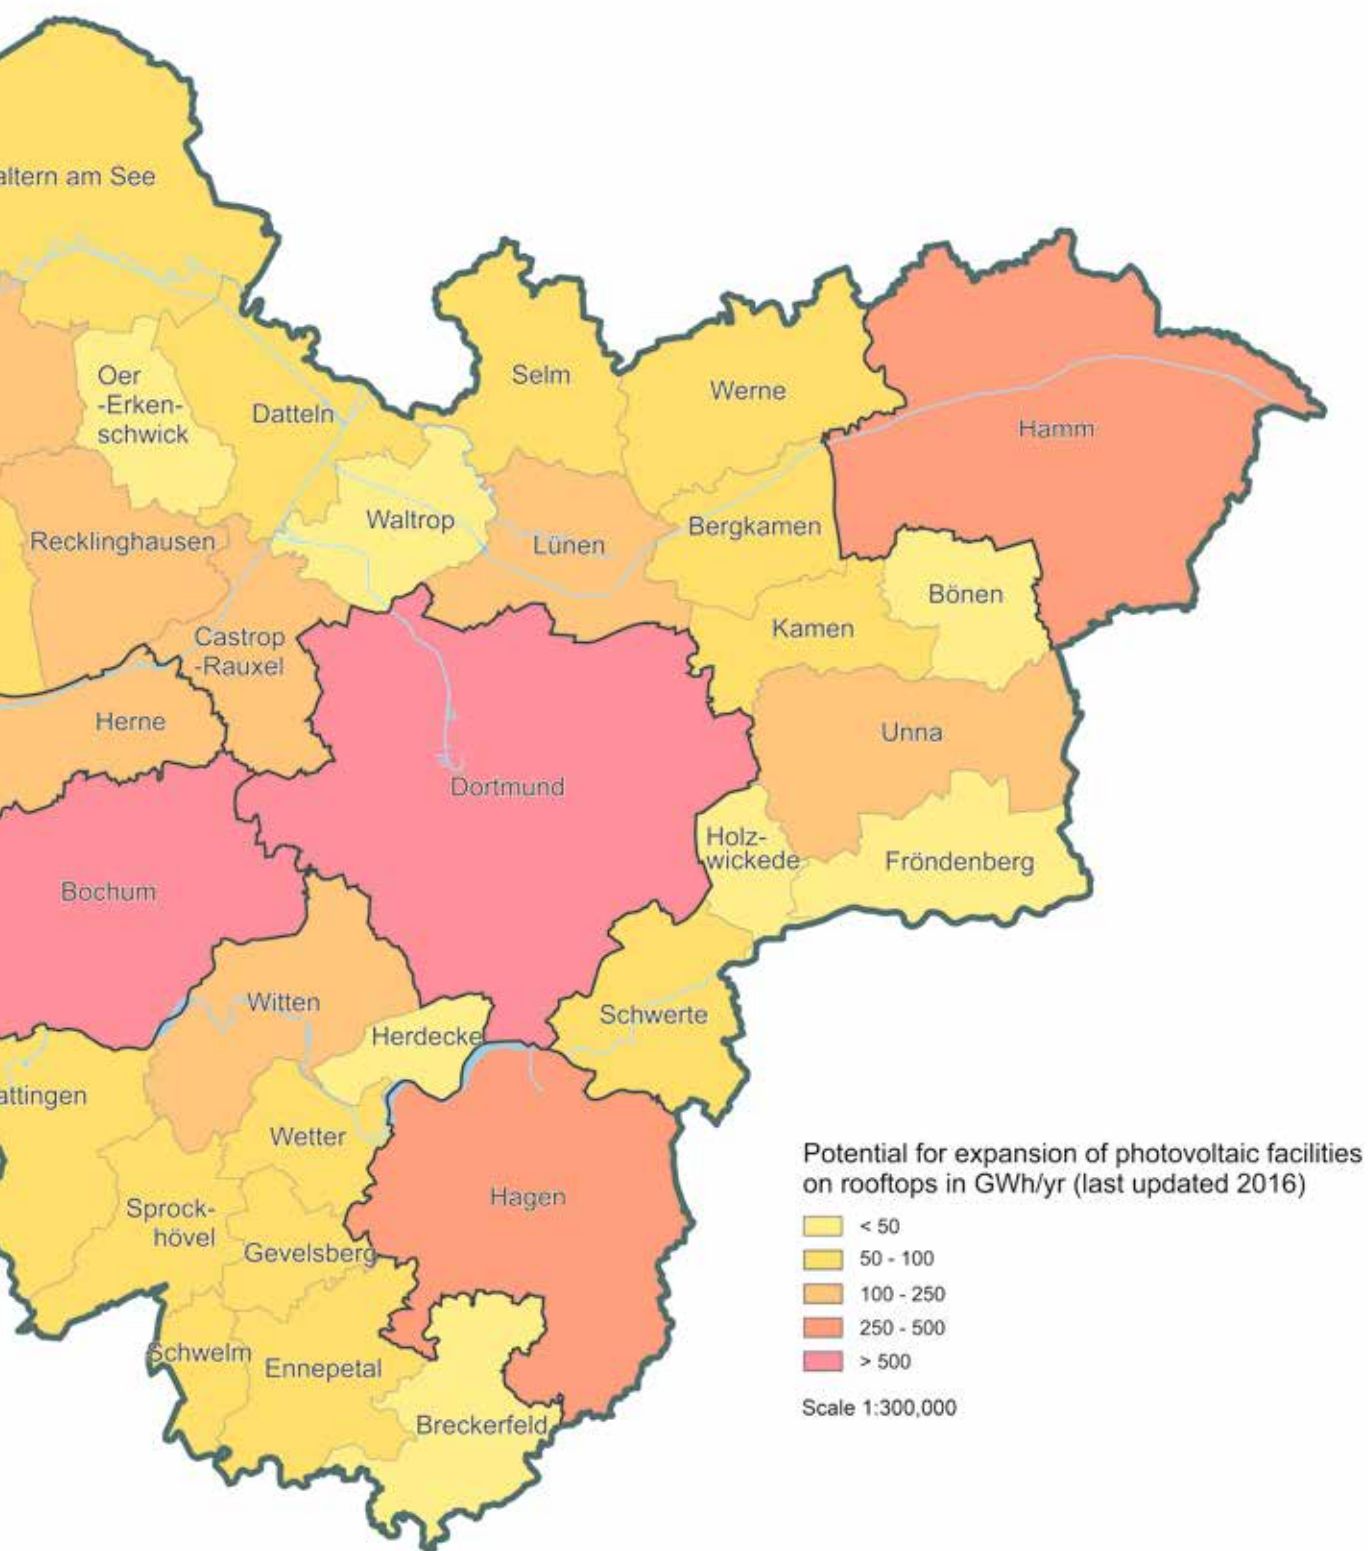 altern am See
Oer
-Erken-
schwick
Datteln
Selm
Werne
Hamm
Recklinghausen
Waltrop
Lünen
Bergkamen
Bönen
Castrop
-Rauxel
Kamen
Herne
Unna
Dortmund
Holz-
wickede
Fröndenberg
Bochum
Witten
Herdecke
Schwerte
attingen
Wetter
Sprock-
hövel
Gevelsberg
Hagen
Schwelm
Ennepetal
Breckerfeld
Potential for expansion of photovoltaic facilities
on rooftops in GWh/yr (last updated 2016)
< 50
50 - 100
100 - 250
250 - 500
> 500
Scale 1:300,000